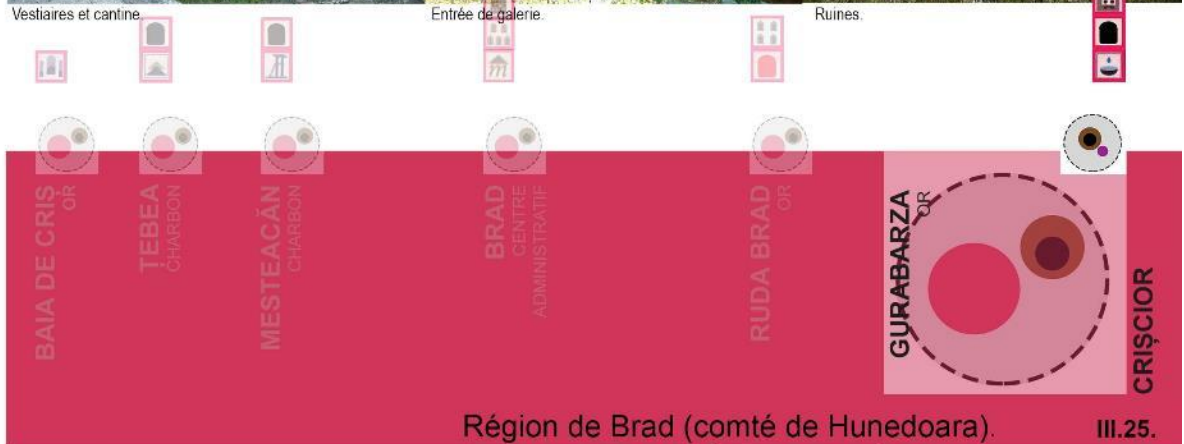 Vestiaires et cantine.
Entrée de galerie.
Ruines.
BAIA DE CRIȘ
OR
ȚEBEA
CHARBON
MESTEACĂN
CHARBON
BRAD
CENTRE
ADMINISTRATIF
RUDA BRAD
OR
GURABARZA
OR
CRIȘCIOR
Région de Brad (comté de Hunedoara).
III.25.